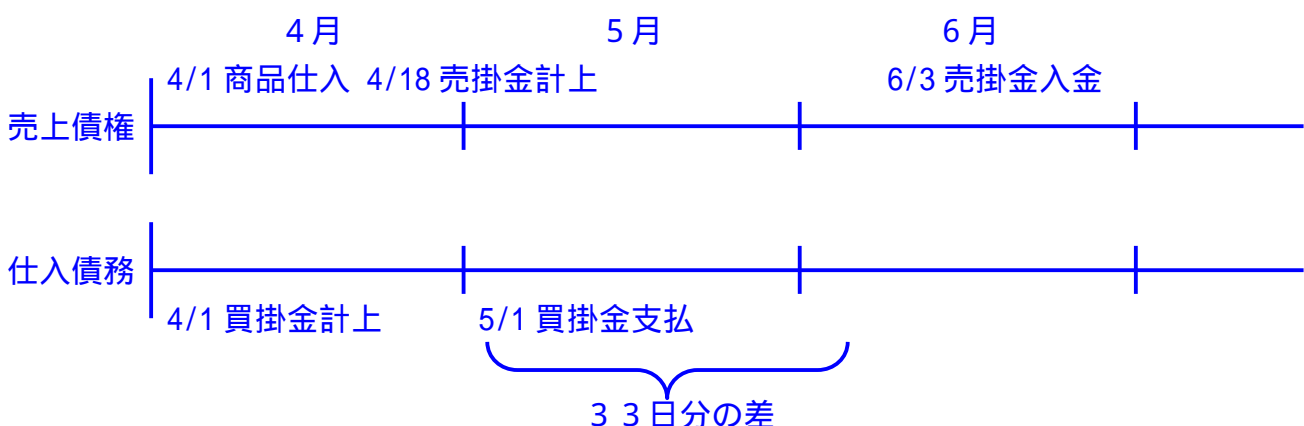 4月 5月 6月
4/1 商品仕入 4/18 売掛金計上 6/3 売掛金入金
売上債権
仕入債務
4/1 買掛金計上 5/1 買掛金支払
33日分の差